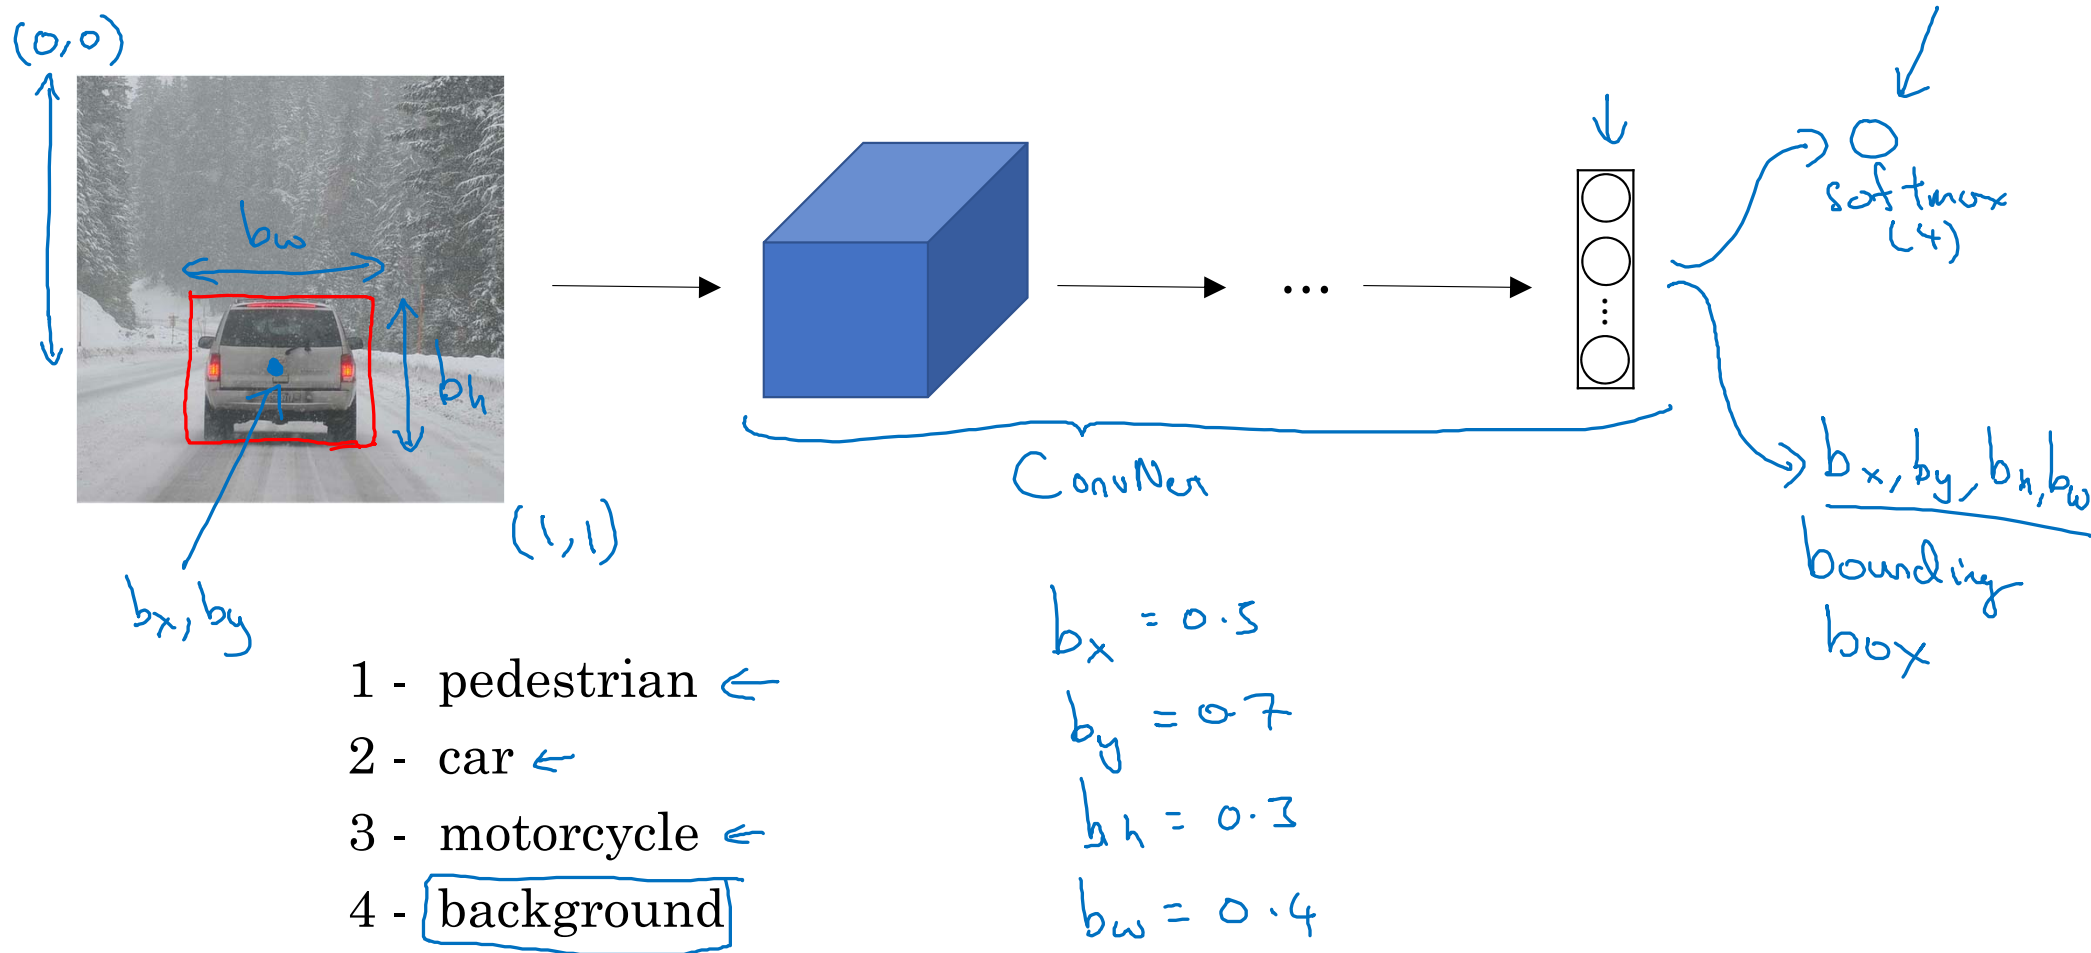 (0,0)
bw
bh
(1,1)
bx, by
ConvNet
softmax
(4)
bx, by, bh, bw
bounding
box
1 - pedestrian
2 - car
3 - motorcycle
4 - background
bx = 0.5
by = 0.7
bh = 0.3
bw = 0.4
...